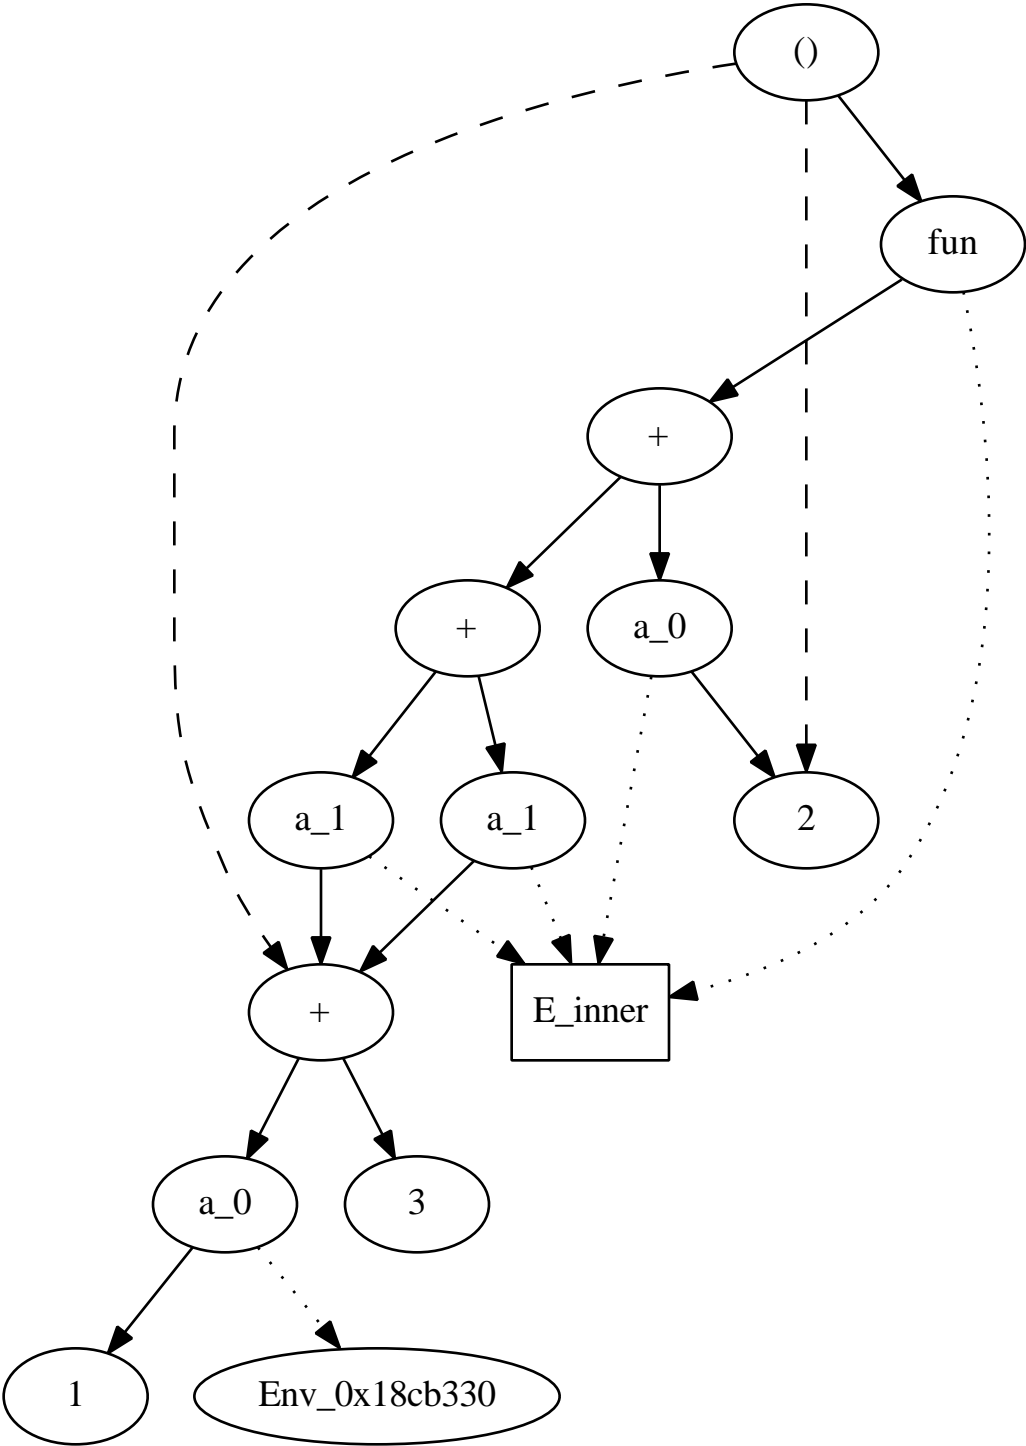 ()
fun
+
+
a_0
a_1
a_1
2
+
E_inner
a_0
3
1
Env_0x18cb330